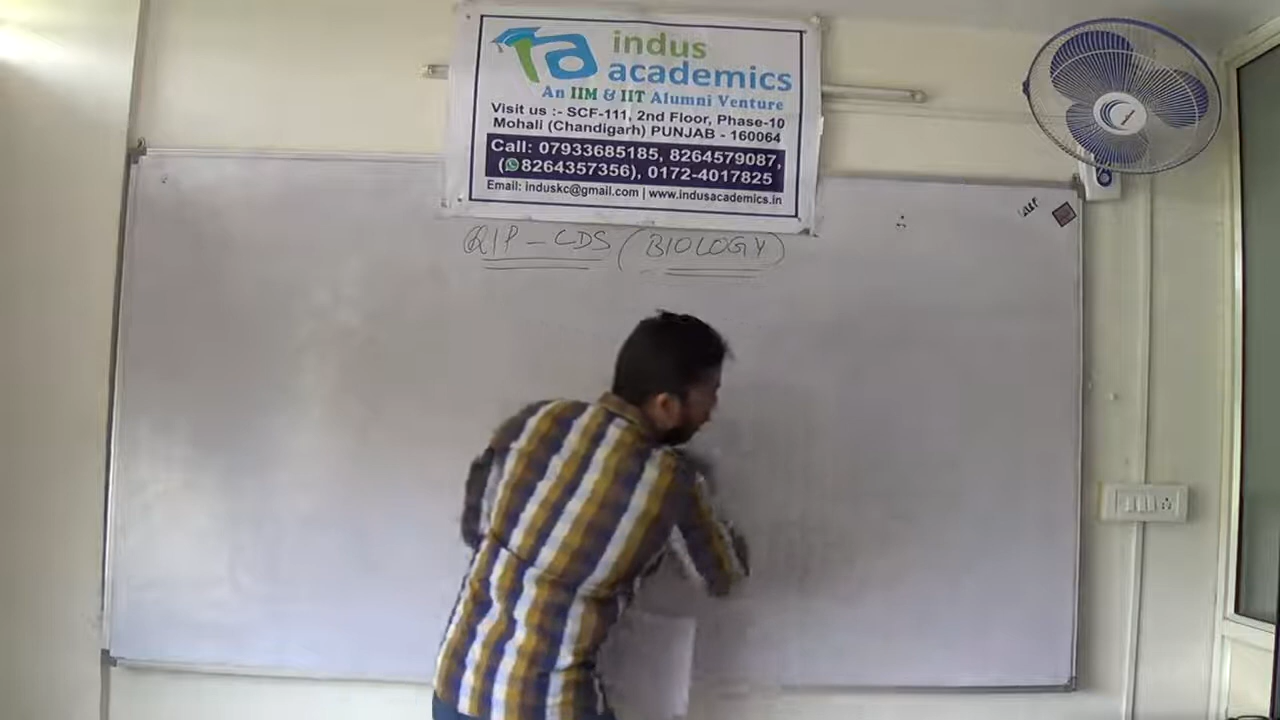 indus
academics
An IIM & IIT Alumni Venture
Visit us :- SCF-111, 2nd Floor, Phase-10
Mohali (Chandigarh) PUNJAB - 160064
Call: 07933685185, 8264579087,
(8264357356), 0172-4017825
Email: induskc@gmail.com | www.indusacademics.in
QIP - CDS (BIOLOGY)